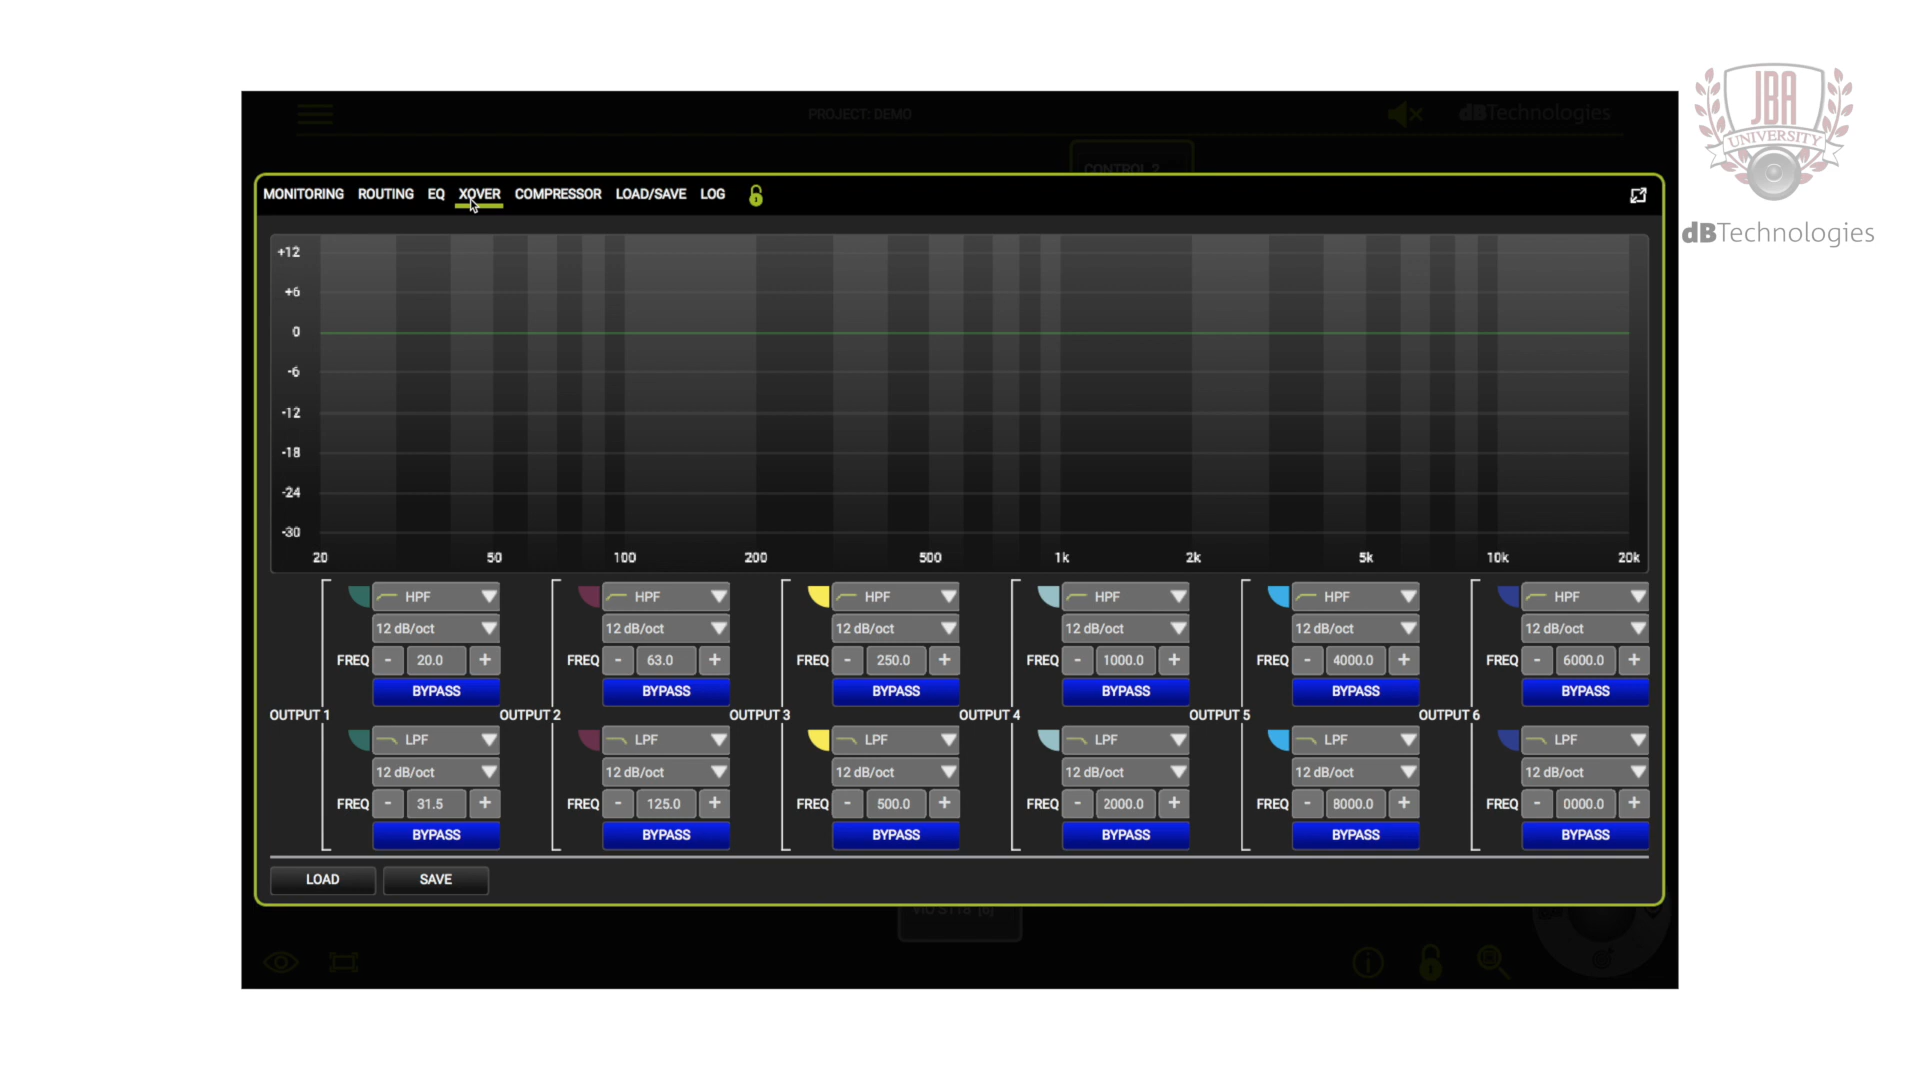 PROJECT: DEMO
dBTechnologies
JBA
UNIVERSITY
dBTechnologies
CONTROL 2
MONITORING ROUTING EQ XOVER COMPRESSOR LOAD/SAVE LOG
+12
+6
0
-6
-12
-18
-24
-30
20 50 100 200 500 1k 2k 5k 10k 20k
HPF HPF HPF HPF HPF HPF
12 dB/oct 12 dB/oct 12 dB/oct 12 dB/oct 12 dB/oct 12 dB/oct
FREQ - 20.0 + FREQ - 63.0 + FREQ - 250.0 + FREQ - 1000.0 + FREQ - 4000.0 + FREQ - 6000.0 +
BYPASS BYPASS BYPASS BYPASS BYPASS BYPASS
OUTPUT 1 OUTPUT 2 OUTPUT 3 OUTPUT 4 OUTPUT 5 OUTPUT 6
LPF LPF LPF LPF LPF LPF
12 dB/oct 12 dB/oct 12 dB/oct 12 dB/oct 12 dB/oct 12 dB/oct
FREQ - 31.5 + FREQ - 125.0 + FREQ - 500.0 + FREQ - 2000.0 + FREQ - 8000.0 + FREQ - 0000.0 +
BYPASS BYPASS BYPASS BYPASS BYPASS BYPASS
LOAD SAVE